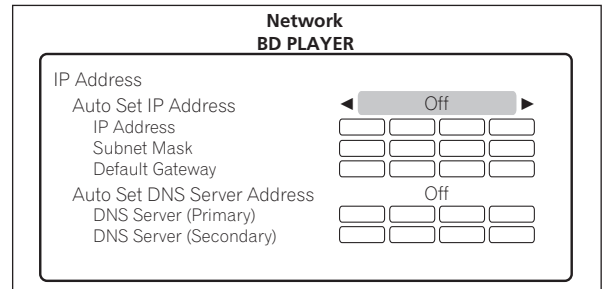 Network
BD PLAYER
IP Address
Auto Set IP Address ◄ Off ►
IP Address
Subnet Mask
Default Gateway
Auto Set DNS Server Address Off
DNS Server (Primary)
DNS Server (Secondary)